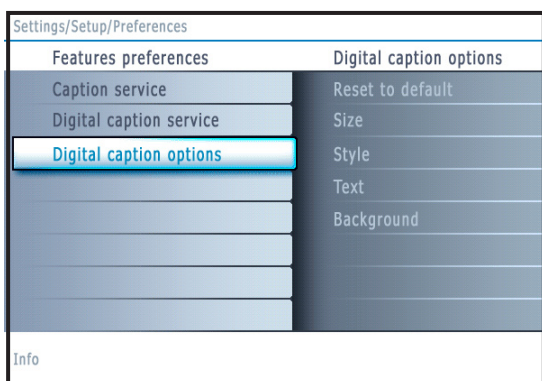 Settings/Setup/Preferences
Features preferences
Caption service
Digital caption service
Digital caption options
Digital caption options
Reset to default
Size
Style
Text
Background
Info